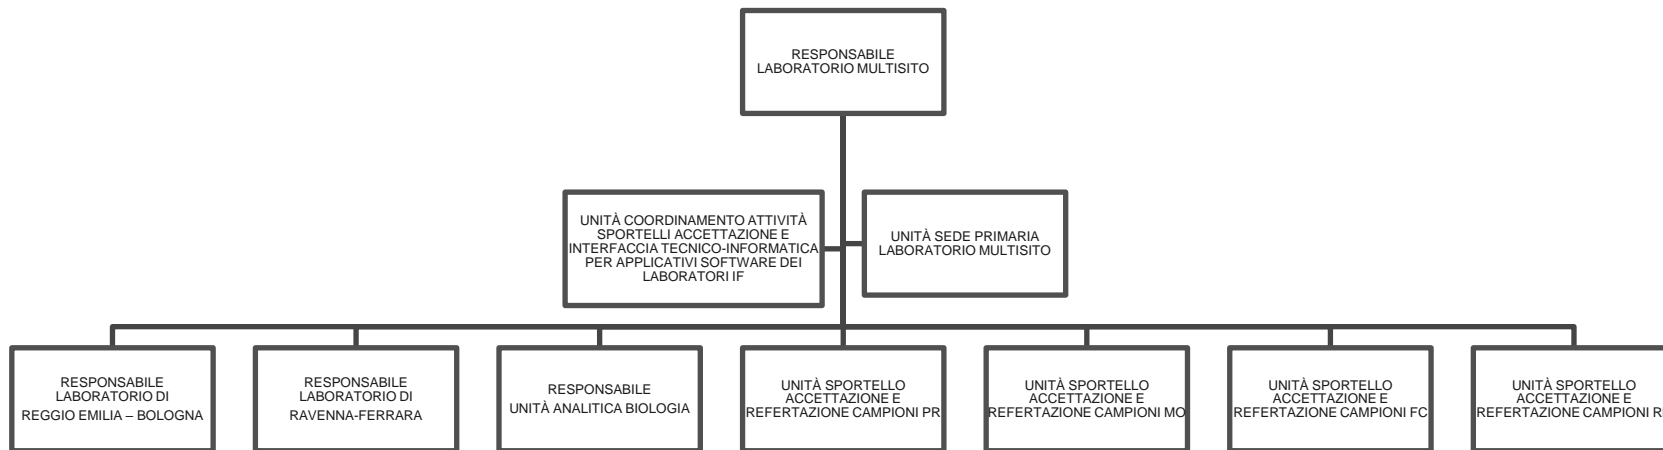 RESPONSABILE
LABORATORIO MULTISITO
UNITÀ COORDINAMENTO ATTIVITÀ
SPORTELLI ACCETTAZIONE E
INTERFACCIA TECNICO-INFORMATICA
PER APPLICATIVI SOFTWARE DEI
LABORATORI IF
UNITÀ SEDE PRIMARIA
LABORATORIO MULTISITO
RESPONSABILE
LABORATORIO DI
REGGIO EMILIA – BOLOGNA
RESPONSABILE
LABORATORIO DI
RAVENNA-FERRARA
RESPONSABILE
UNITÀ ANALITICA BIOLOGIA
UNITÀ SPORTELLO
ACCETTAZIONE E
REFERTAZIONE CAMPIONI PR
UNITÀ SPORTELLO
ACCETTAZIONE E
REFERTAZIONE CAMPIONI MO
UNITÀ SPORTELLO
ACCETTAZIONE E
REFERTAZIONE CAMPIONI FC
UNITÀ SPORTELLO
ACCETTAZIONE E
REFERTAZIONE CAMPIONI